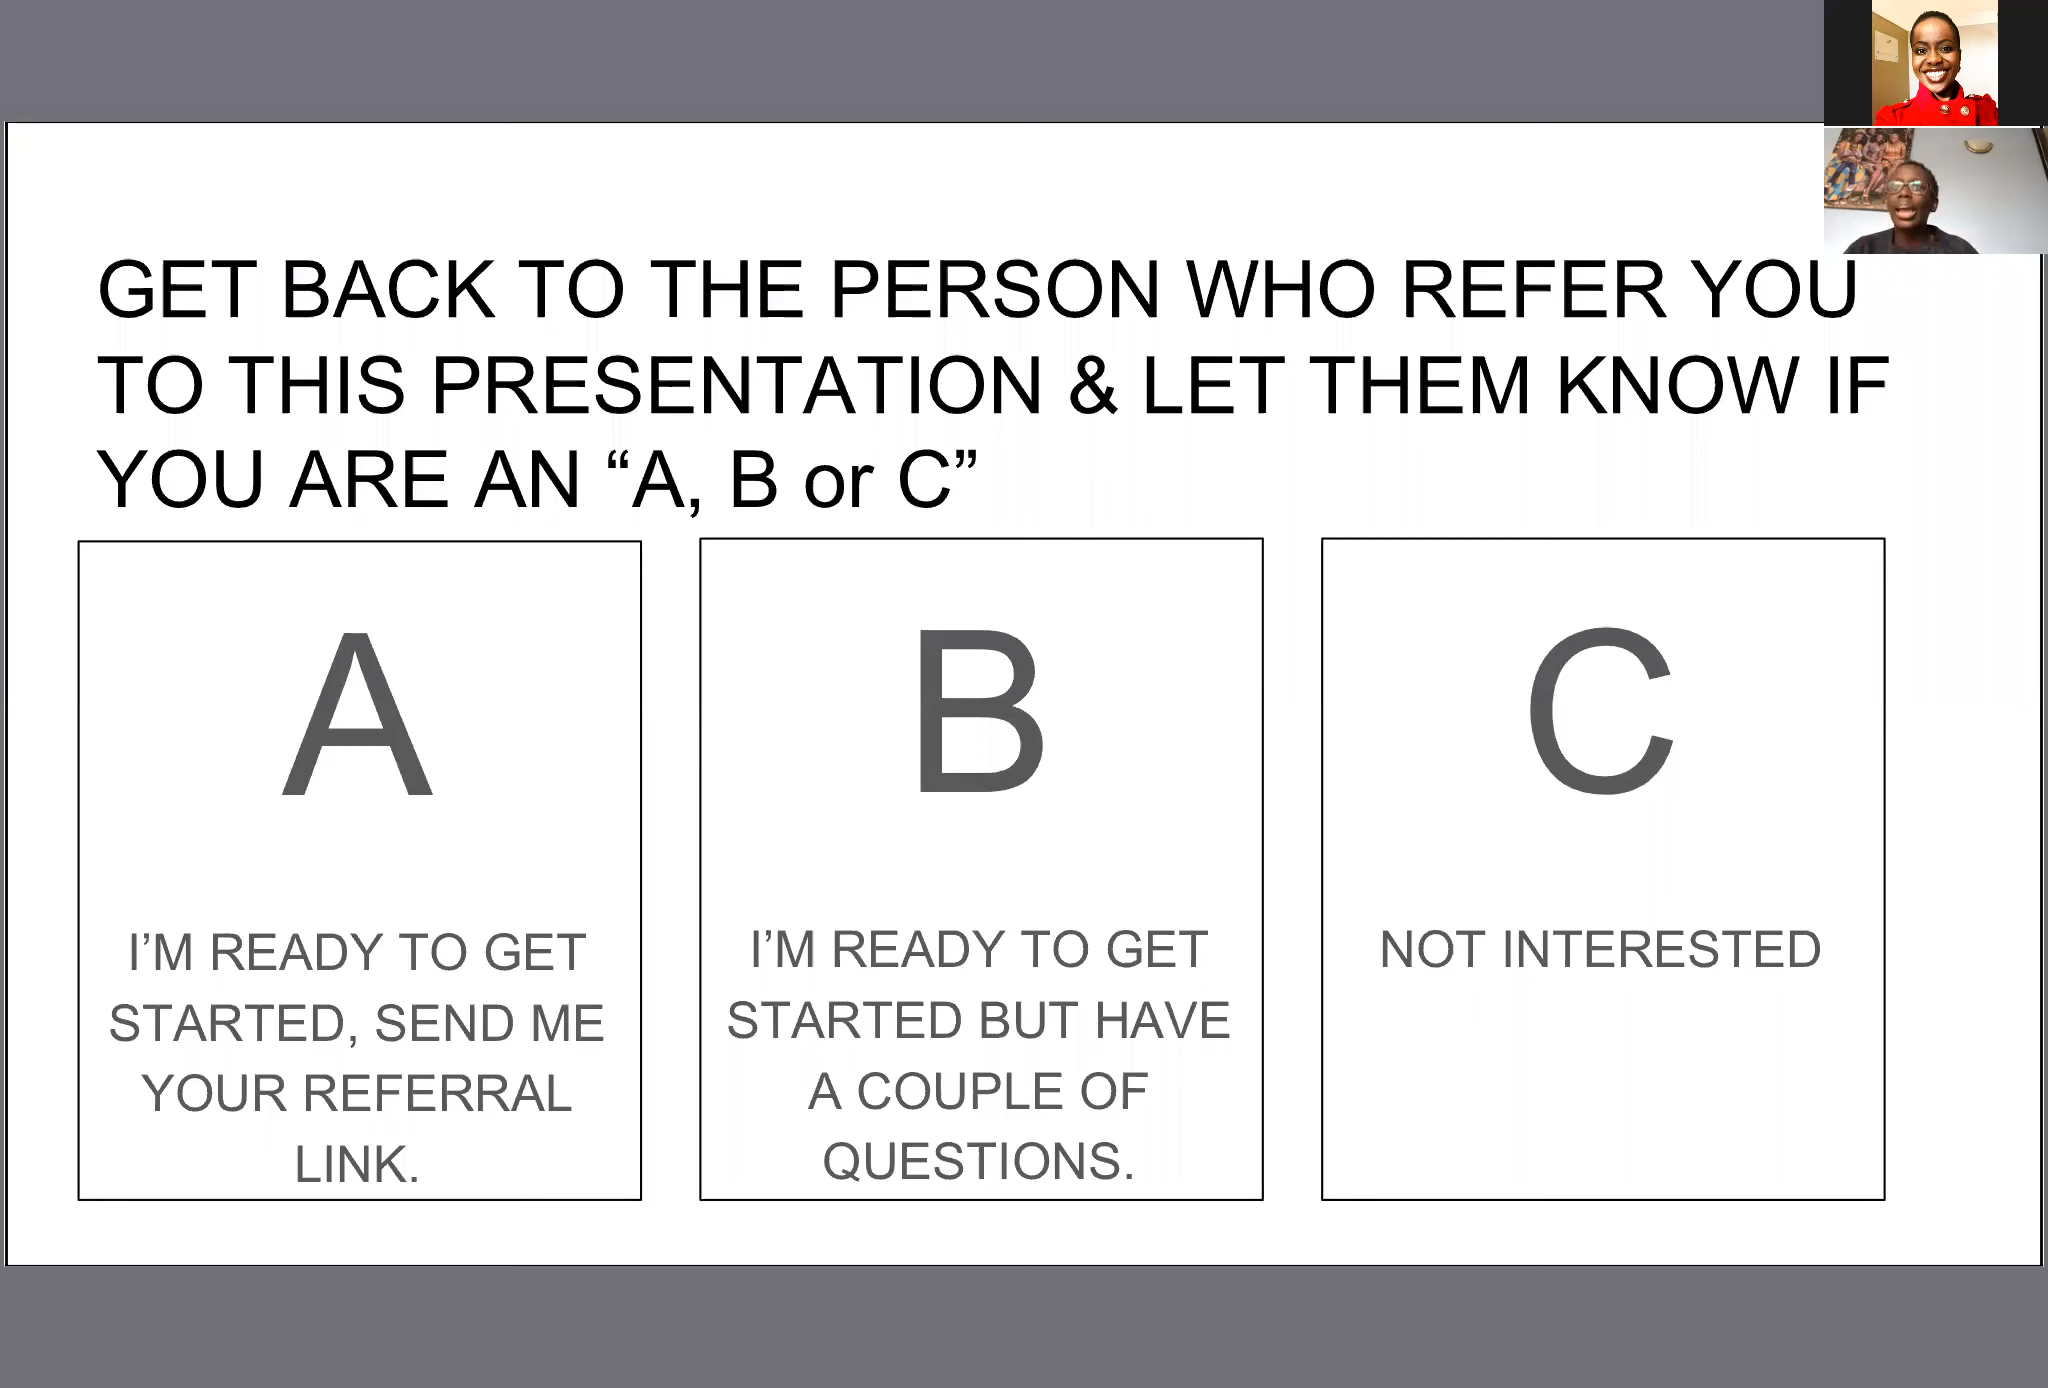 GET BACK TO THE PERSON WHO REFER YOU
TO THIS PRESENTATION & LET THEM KNOW IF
YOU ARE AN “A, B or C”
A
I’M READY TO GET
STARTED, SEND ME
YOUR REFERRAL
LINK.
B
I’M READY TO GET
STARTED BUT HAVE
A COUPLE OF
QUESTIONS.
C
NOT INTERESTED